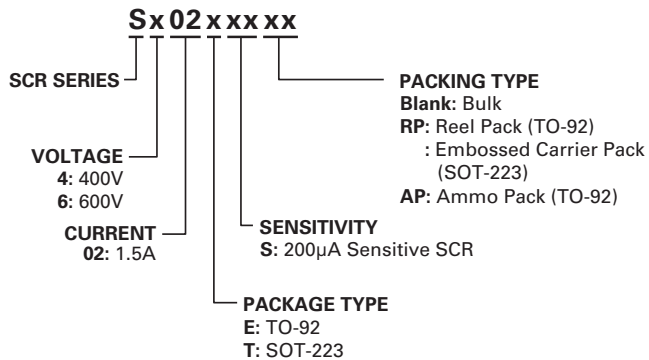 Sx02xxxxx
SCR SERIES
VOLTAGE
4: 400V
6: 600V
CURRENT
02: 1.5A
PACKING TYPE
Blank: Bulk
RP: Reel Pack (TO-92)
: Embossed Carrier Pack
(SOT-223)
AP: Ammo Pack (TO-92)
SENSITIVITY
S: 200µA Sensitive SCR
PACKAGE TYPE
E: TO-92
T: SOT-223